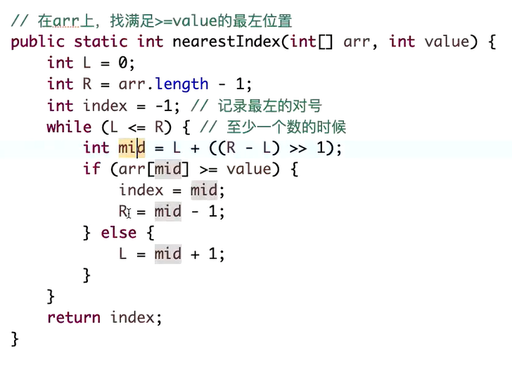 // 在arr上，找满足>=value的最左位置
public static int nearestIndex(int[] arr, int value) {
    int L = 0;
    int R = arr.length - 1;
    int index = -1; // 记录最左的对号
    while (L <= R) { // 至少一个数的时候
        int mid = L + ((R - L) >> 1);
        if (arr[mid] >= value) {
            index = mid;
            R = mid - 1;
        } else {
            L = mid + 1;
        }
    }
    return index;
}